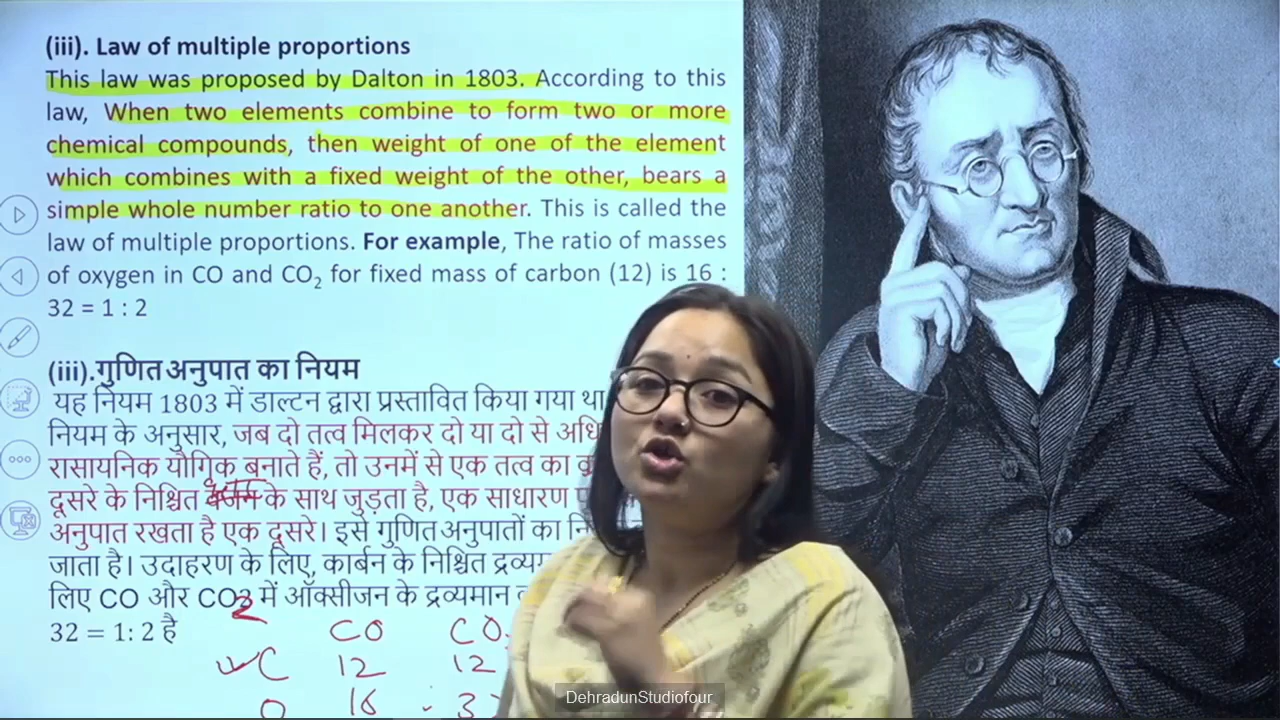 (iii). Law of multiple proportions
This law was proposed by Dalton in 1803. According to this
law, When two elements combine to form two or more
chemical compounds, then weight of one of the element
which combines with a fixed weight of the other, bears a
simple whole number ratio to one another. This is called the
law of multiple proportions. For example, The ratio of masses
of oxygen in CO and CO₂ for fixed mass of carbon (12) is 16 :
32 = 1 : 2
(iii).गुणित अनुपात का नियम
यह नियम 1803 में डाल्टन द्वारा प्रस्तावित किया गया था
नियम के अनुसार, जब दो तत्व मिलकर दो या दो से
रासायनिक यौगिक बनाते हैं, तो उनमें से एक तत्व का
दूसरे के निश्चित वजन के साथ जुड़ता है, एक साधारण
अनुपात रखता है एक दूसरे। इसे गुणित अनुपातों का
जाता है। उदाहरण के लिए, कार्बन के निश्चित
लिए CO और CO2 में ऑक्सीजन के द्रव्यमान
32 = 1: 2 है
CO CO
C 12 12
O 16 : 3
DehradunStudiofour